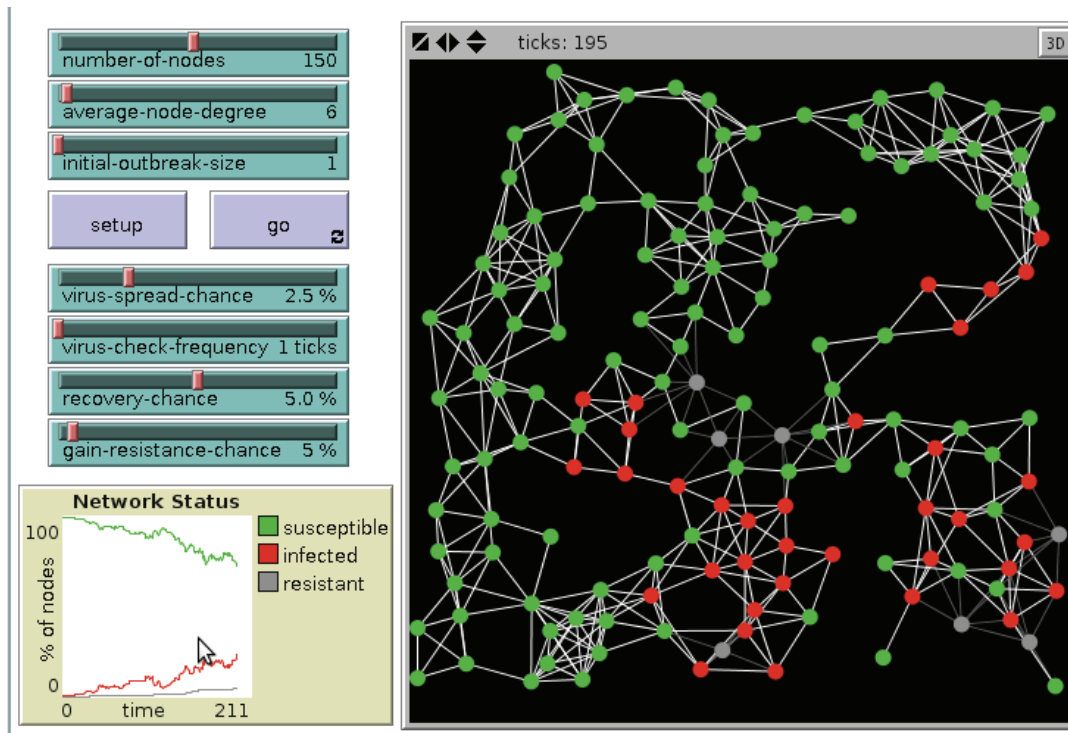 number-of-nodes 150
average-node-degree 6
initial-outbreak-size 1
setup
go
virus-spread-chance 2.5 %
virus-check-frequency 1 ticks
recovery-chance 5.0 %
gain-resistance-chance 5 %
Network Status
100
% of nodes
0
0 time 211
susceptible
infected
resistant
ticks: 195
3D